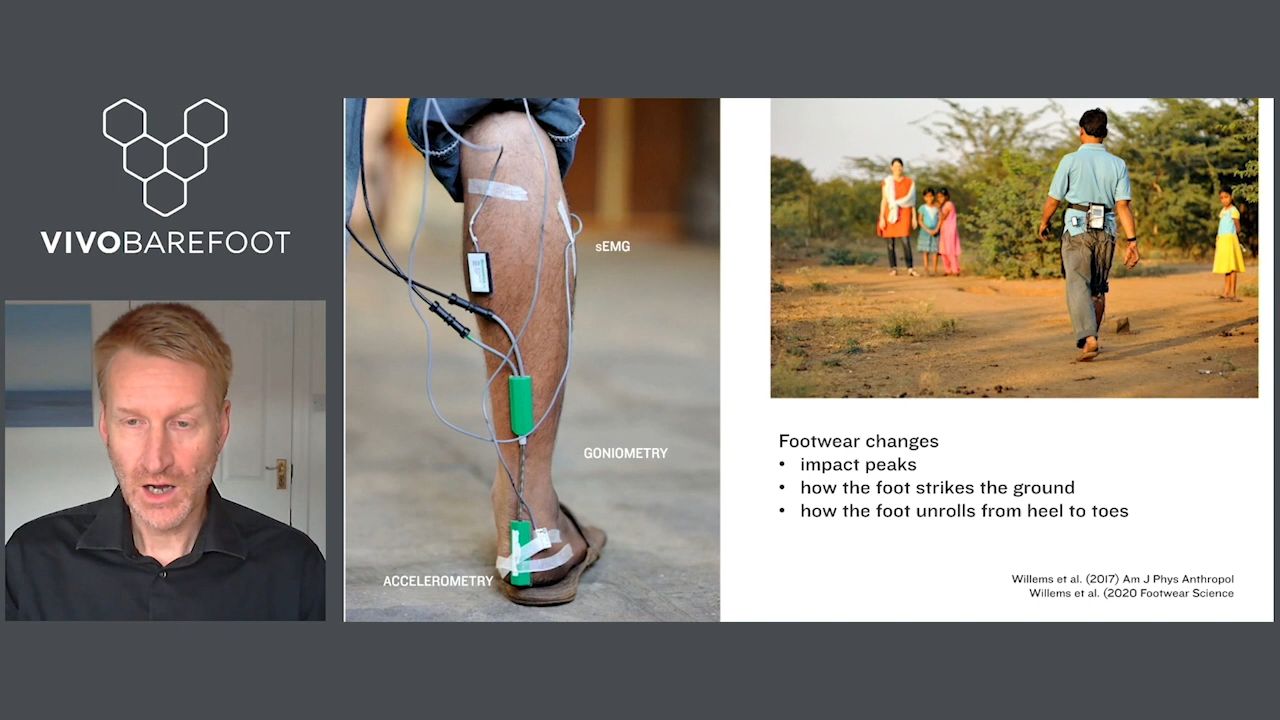 VIVOBAREFOOT
sEMG
GONIOMETRY
ACCELEROMETRY
Footwear changes
• impact peaks
• how the foot strikes the ground
• how the foot unrolls from heel to toes
Willems et al. (2017) Am J Phys Anthropol
Willems et al. (2020 Footwear Science